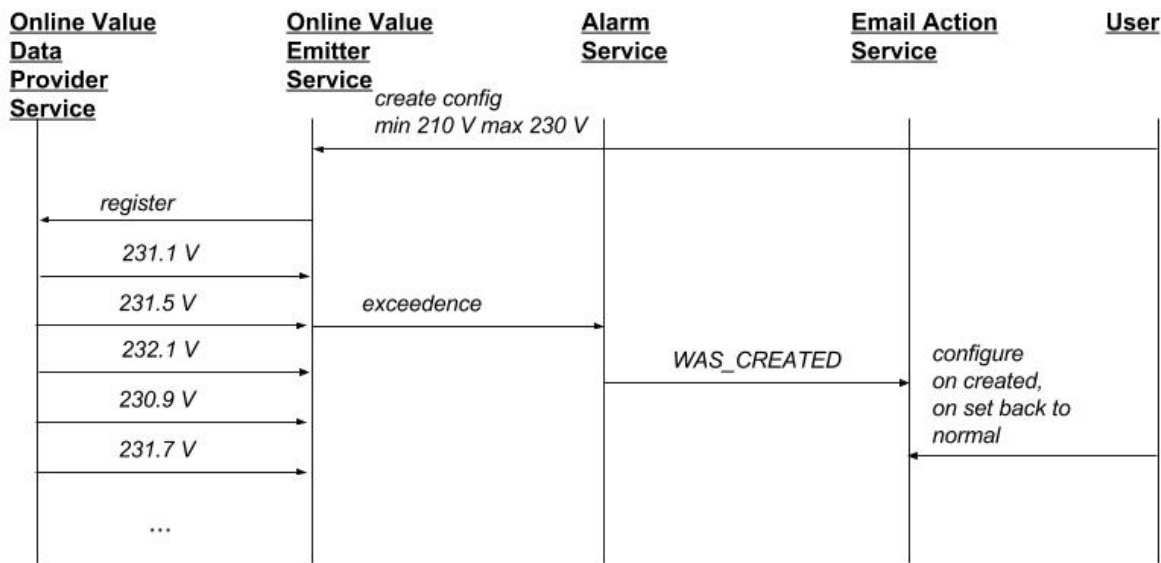 Online Value
Data
Provider
Service
Online Value
Emitter
Service
Alarm
Service
Email Action
Service
User
create config
min 210 V max 230 V
register
231.1 V
231.5 V
exceedence
232.1 V
WAS_CREATED
configure
on created,
on set back to
normal
230.9 V
231.7 V
...